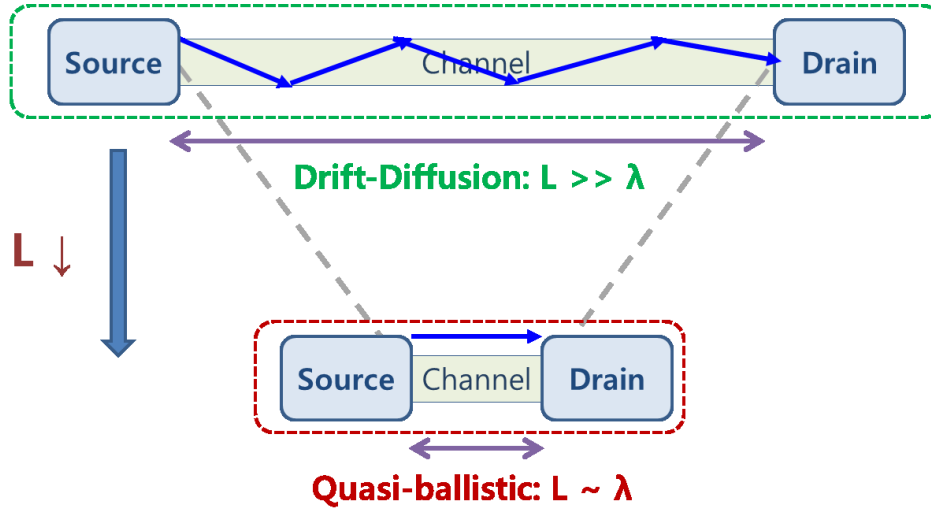 Source
Channel
Drain
Drift-Diffusion: L >> λ
L ↓
Source
Channel
Drain
Quasi-ballistic: L ~ λ